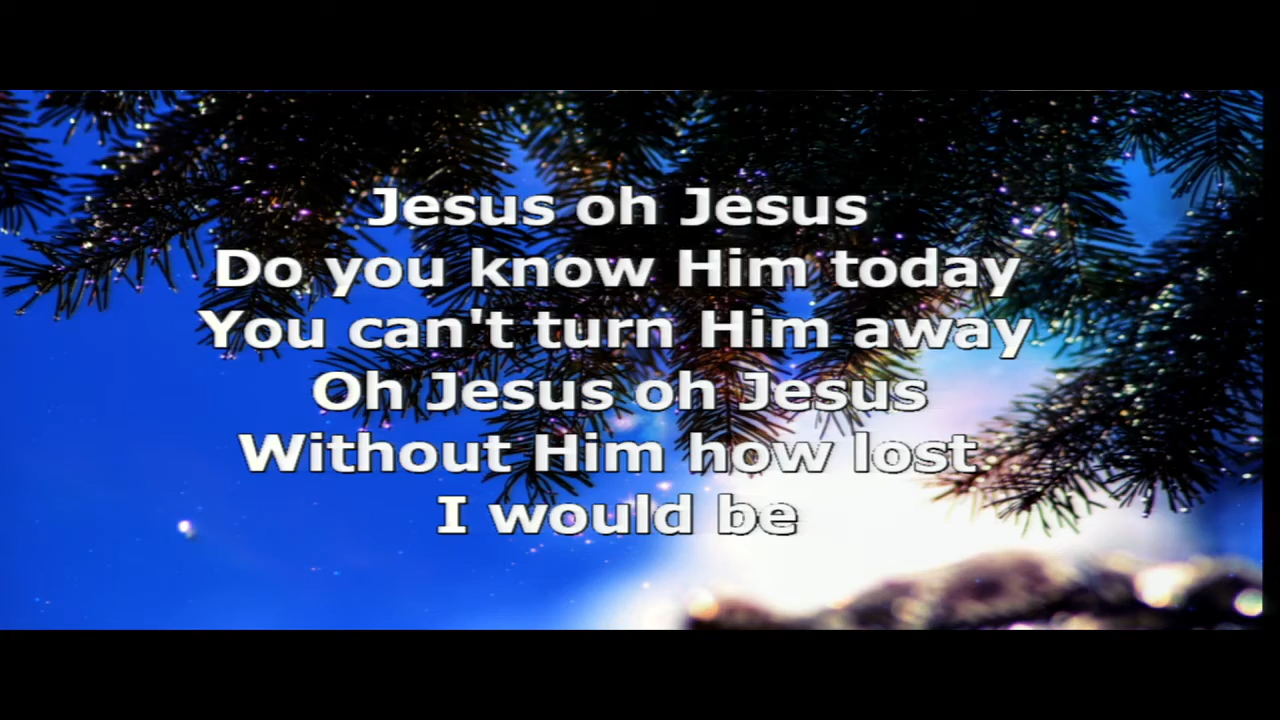 Jesus oh Jesus
Do you know Him today
You can't turn Him away
Oh Jesus oh Jesus
Without Him how lost
I would be